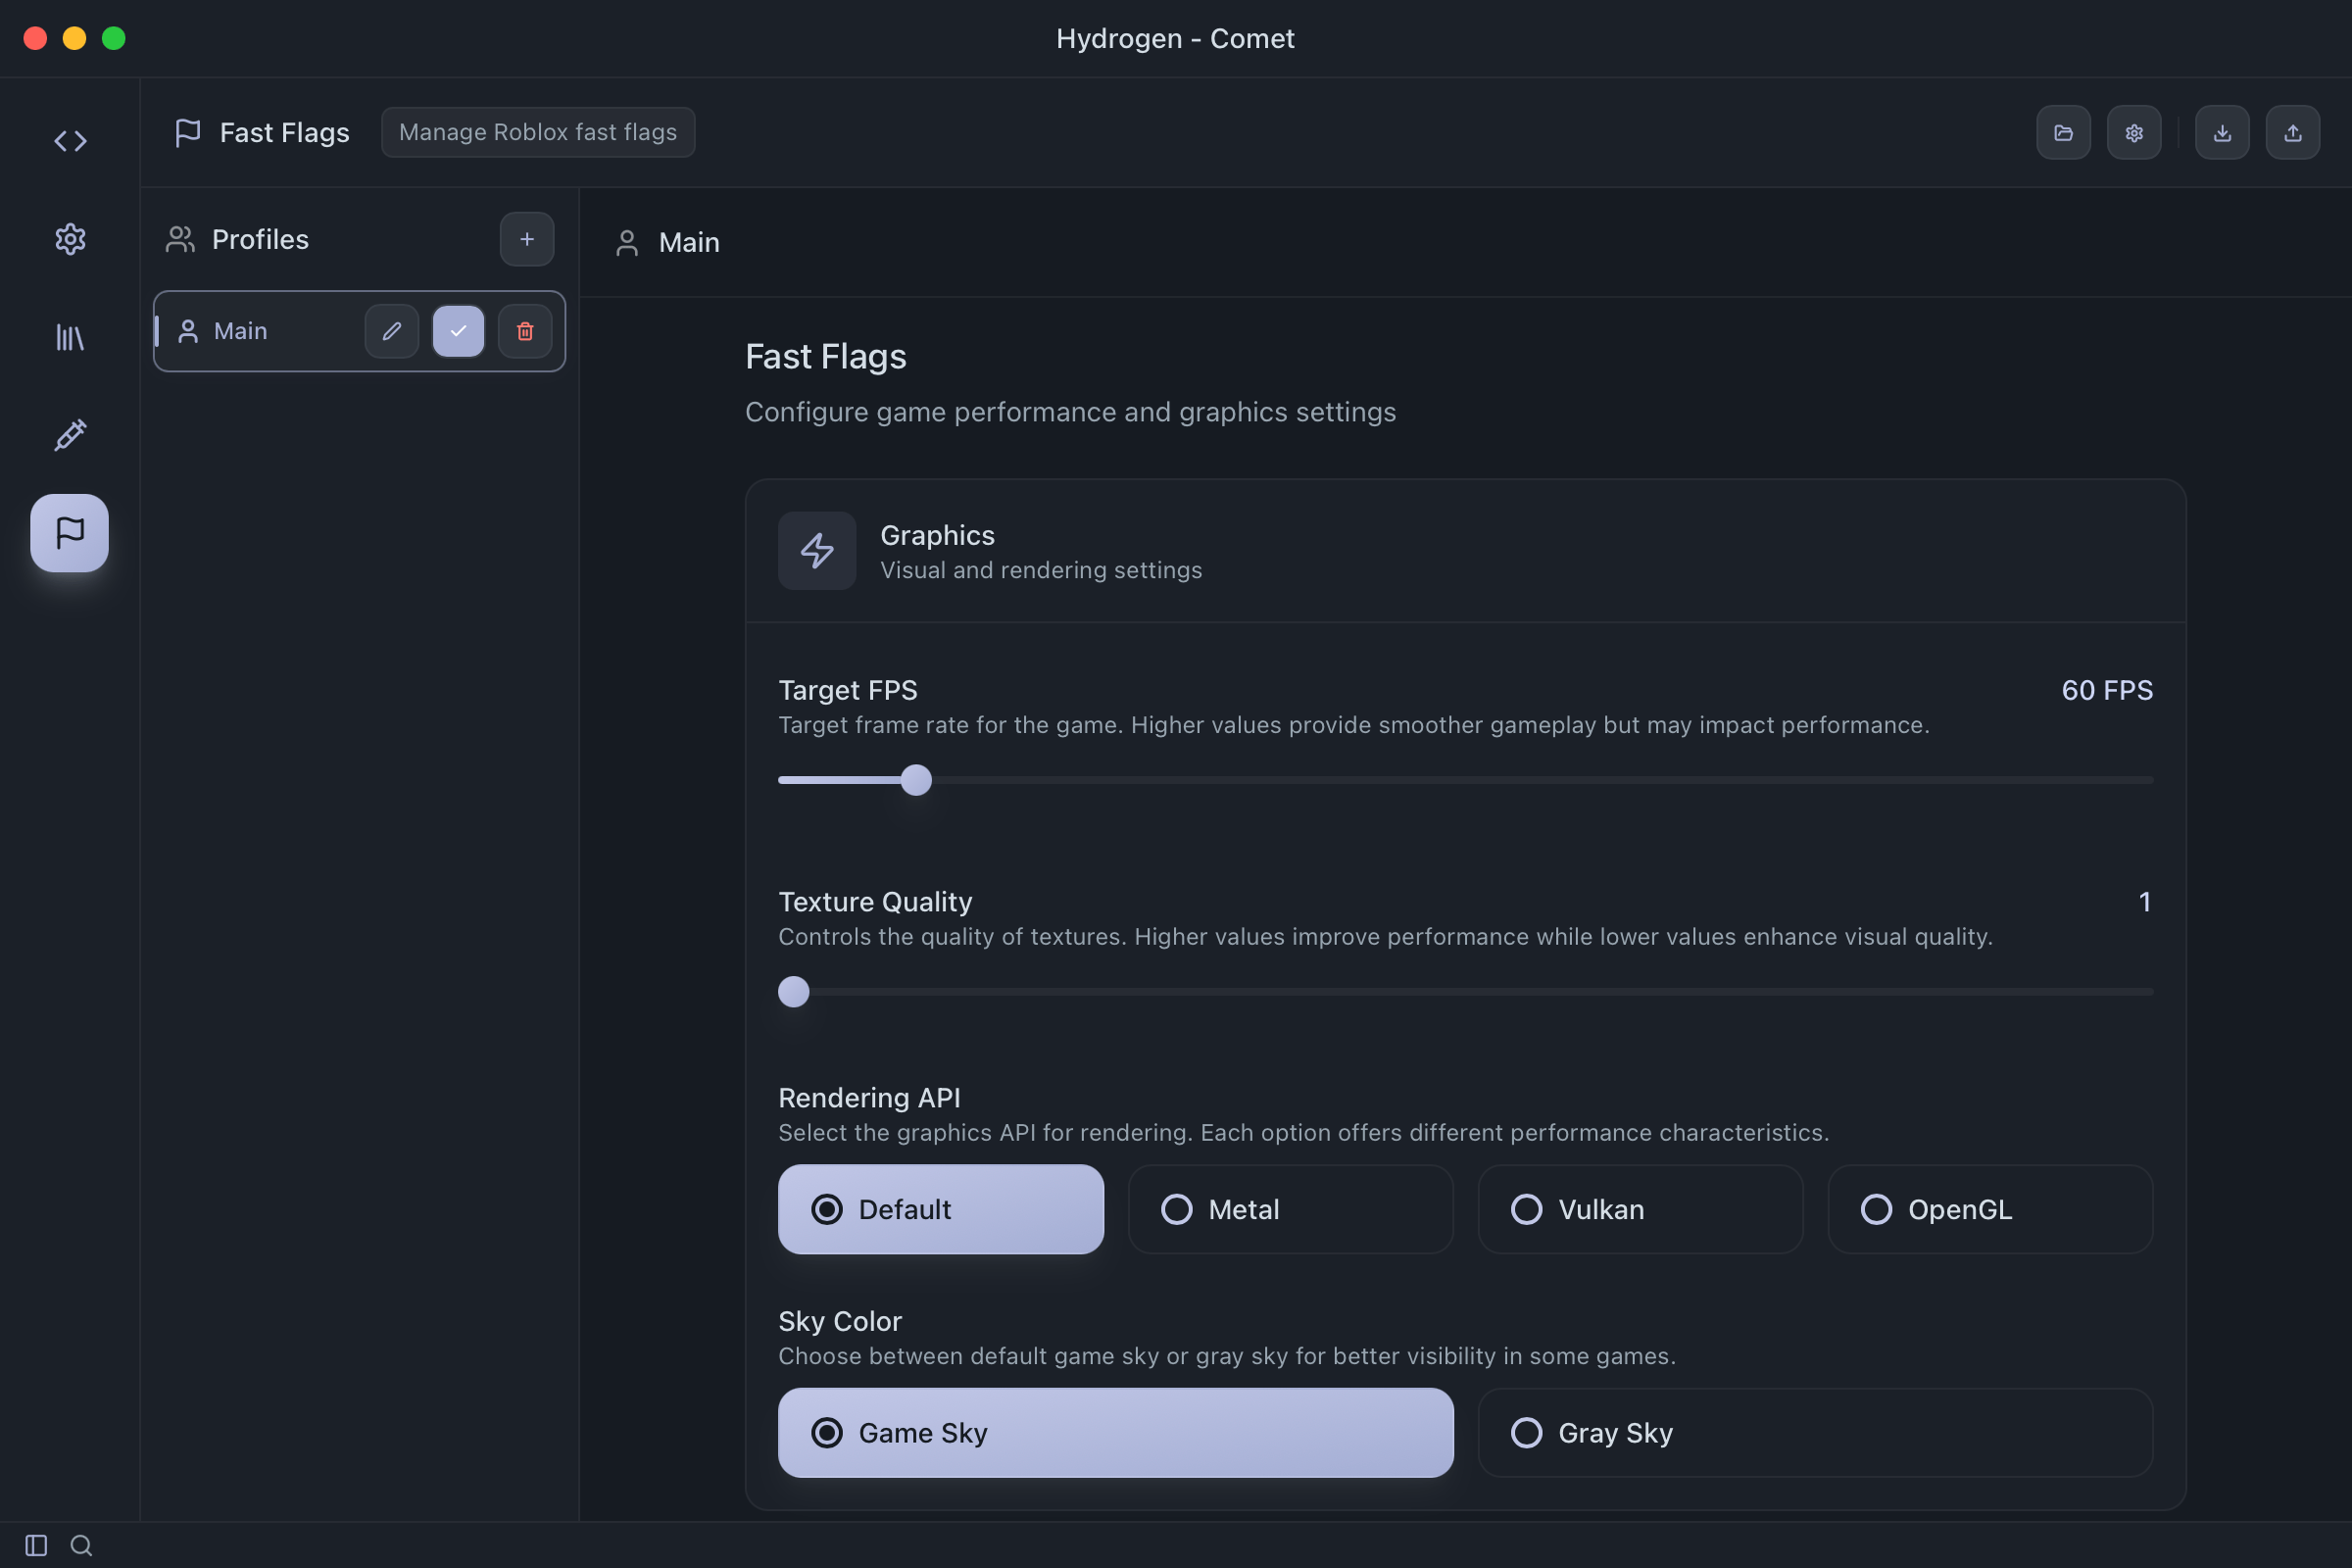 Hydrogen - Comet
Fast Flags
Manage Roblox fast flags
Profiles
Main
Main
Fast Flags
Configure game performance and graphics settings
Graphics
Visual and rendering settings
Target FPS
60 FPS
Target frame rate for the game. Higher values provide smoother gameplay but may impact performance.
Texture Quality
1
Controls the quality of textures. Higher values improve performance while lower values enhance visual quality.
Rendering API
Select the graphics API for rendering. Each option offers different performance characteristics.
Default
Metal
Vulkan
OpenGL
Sky Color
Choose between default game sky or gray sky for better visibility in some games.
Game Sky
Gray Sky